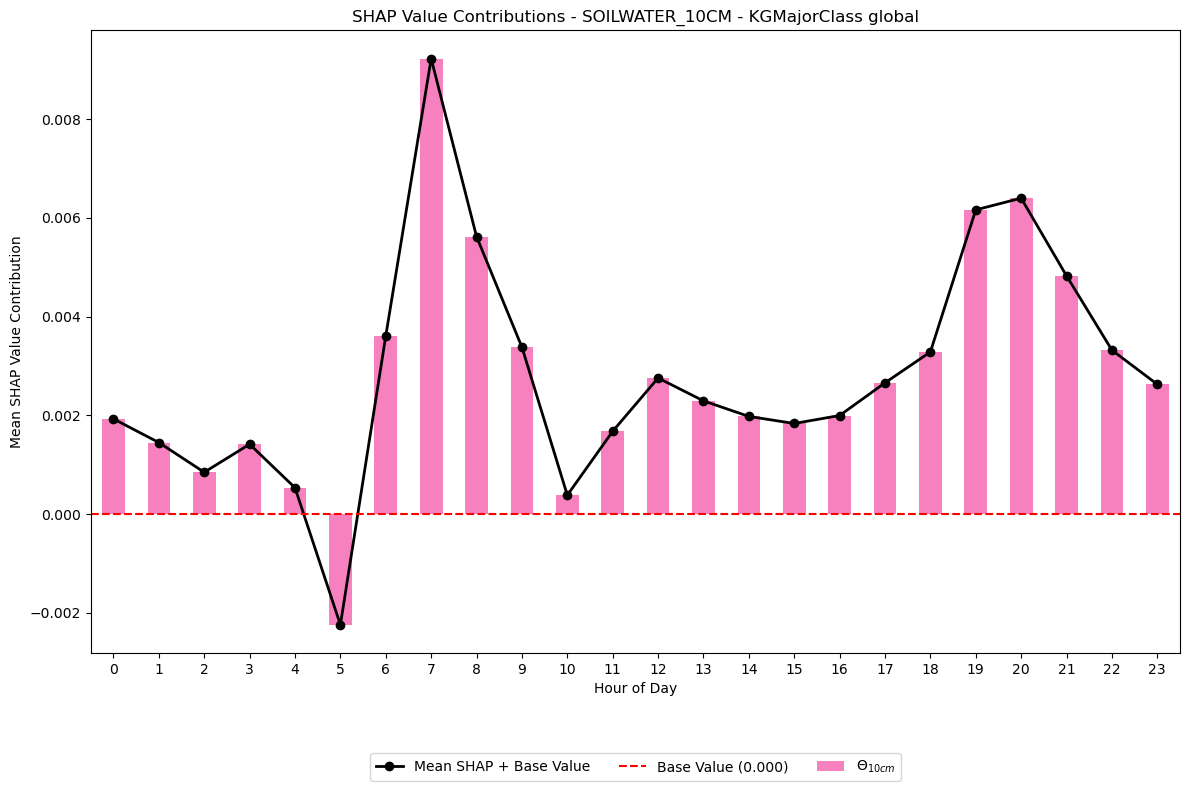 SHAP Value Contributions - SOILWATER_10CM - KGMajorClass global
Mean SHAP Value Contribution
0.008
0.006
0.004
0.002
0.000
−0.002
0 1 2 3 4 5 6 7 8 9 10 11 12 13 14 15 16 17 18 19 20 21 22 23
Hour of Day
Mean SHAP + Base Value Base Value (0.000) Θ10cm